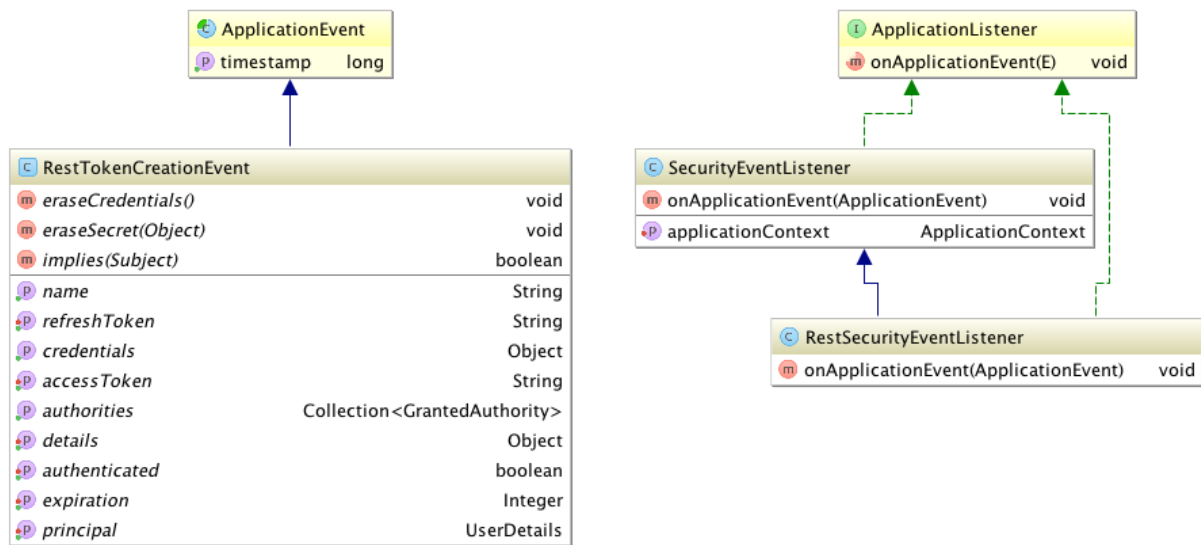 C ApplicationEvent
P timestamp long
C RestTokenCreationEvent
m eraseCredentials() void
m eraseSecret(Object) void
m implies(Subject) boolean
P name String
P refreshToken String
P credentials Object
P accessToken String
P authorities Collection<GrantedAuthority>
P details Object
P authenticated boolean
P expiration Integer
P principal UserDetails
I ApplicationListener
m onApplicationEvent(E) void
C SecurityEventListener
m onApplicationEvent(ApplicationEvent) void
P applicationContext ApplicationContext
C RestSecurityEventListener
m onApplicationEvent(ApplicationEvent) void